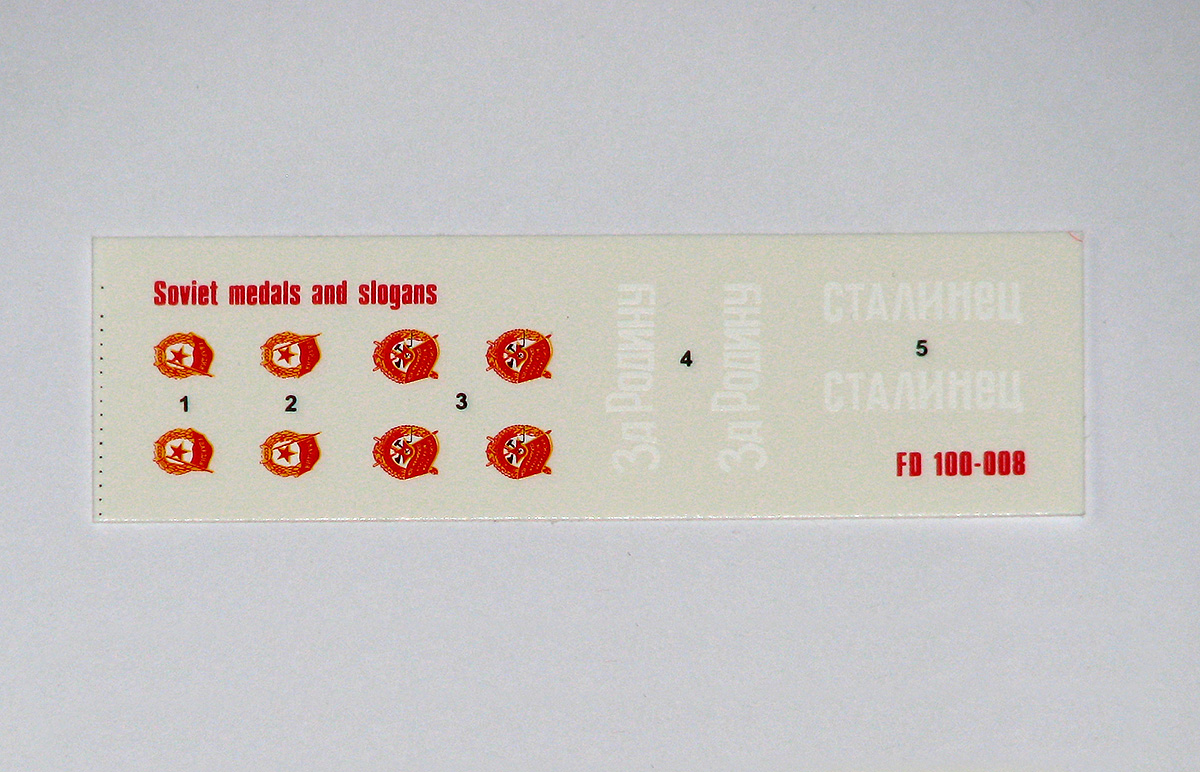 Soviet medals and slogans
1
2
3
За Родину
За Родину
4
СТАЛИНЕЦ
5
СТАЛИНЕЦ
FD 100-008